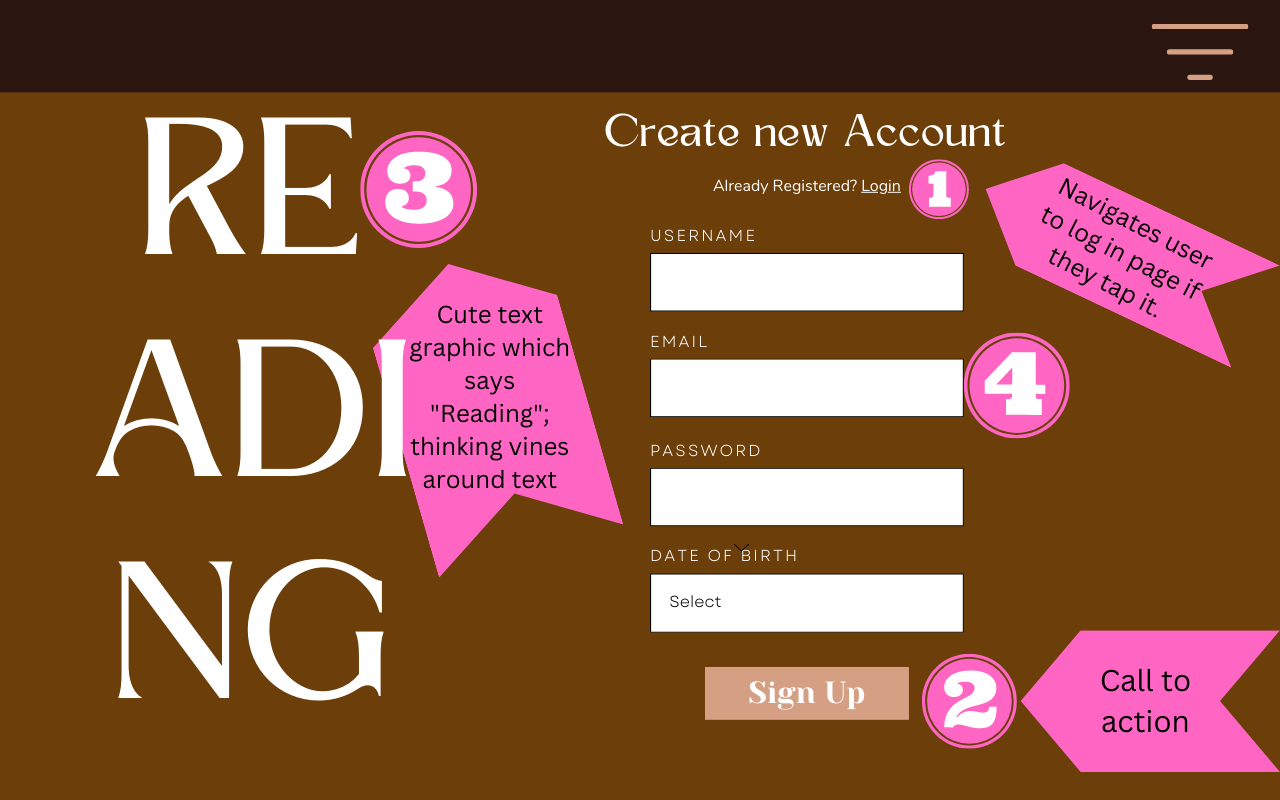 RE
ADI
NG
3
Cute text
graphic which
says
"Reading";
thinking vines
around text
Create new Account
Already Registered? Login
1
Navigates user
to log in page if
they tap it.
USERNAME
EMAIL
4
PASSWORD
DATE OF BIRTH
Select
Sign Up
2
Call to
action